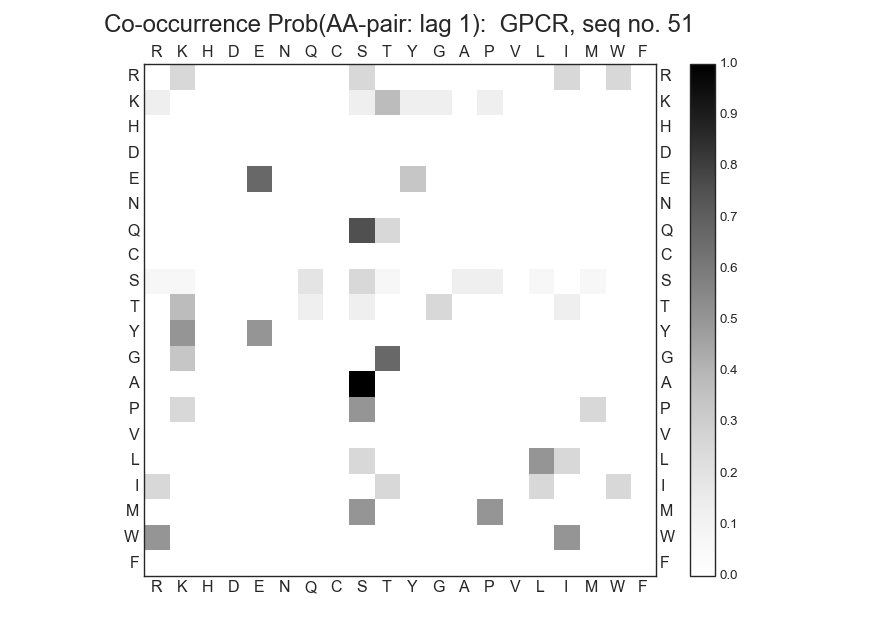 Co-occurrence Prob(AA-pair: lag 1):  GPCR, seq no. 51
R K H D E N Q C S T Y G A P V L I M W F
R R 1.0
K K 0.9
H H
D D 0.8
E E
N N 0.7
Q Q
C C 0.6
S S
T T 0.5
Y Y
G G 0.4
A A
P P 0.3
V V
L L 0.2
I I
M M 0.1
W W
F F 0.0
R K H D E N Q C S T Y G A P V L I M W F